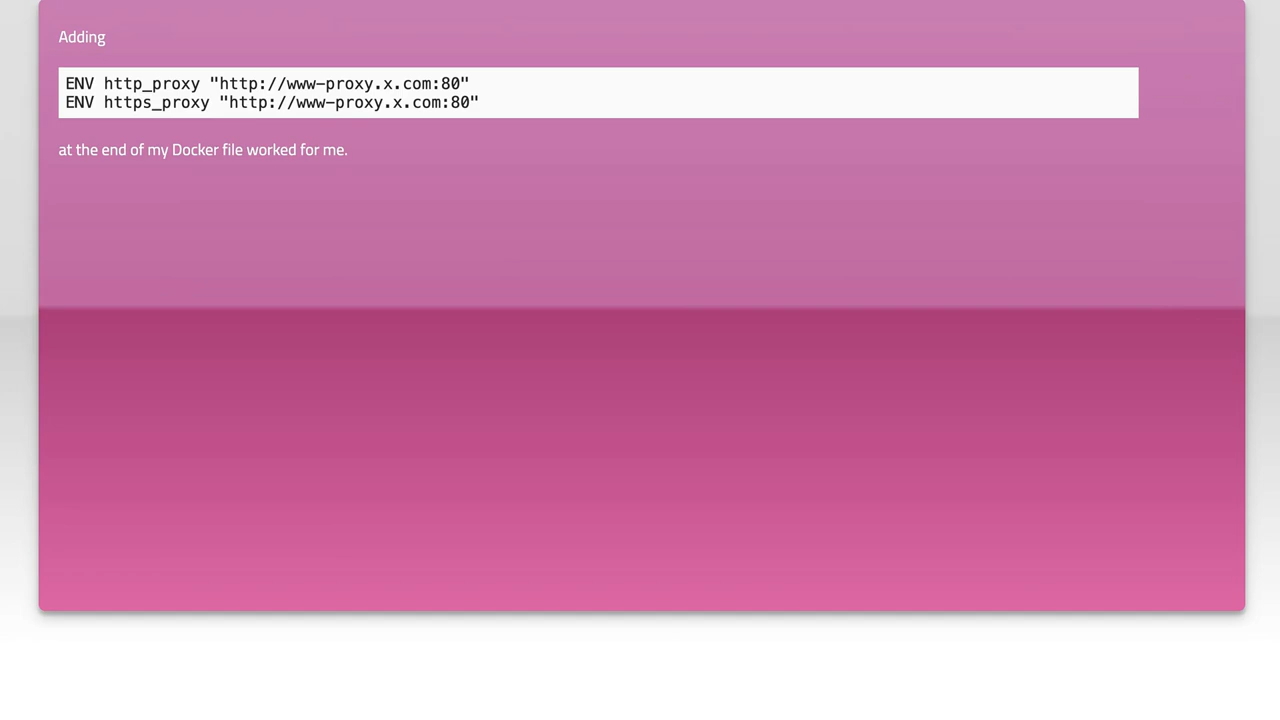 Adding
ENV http_proxy "http://www-proxy.x.com:80"
ENV https_proxy "http://www-proxy.x.com:80"
at the end of my Docker file worked for me.